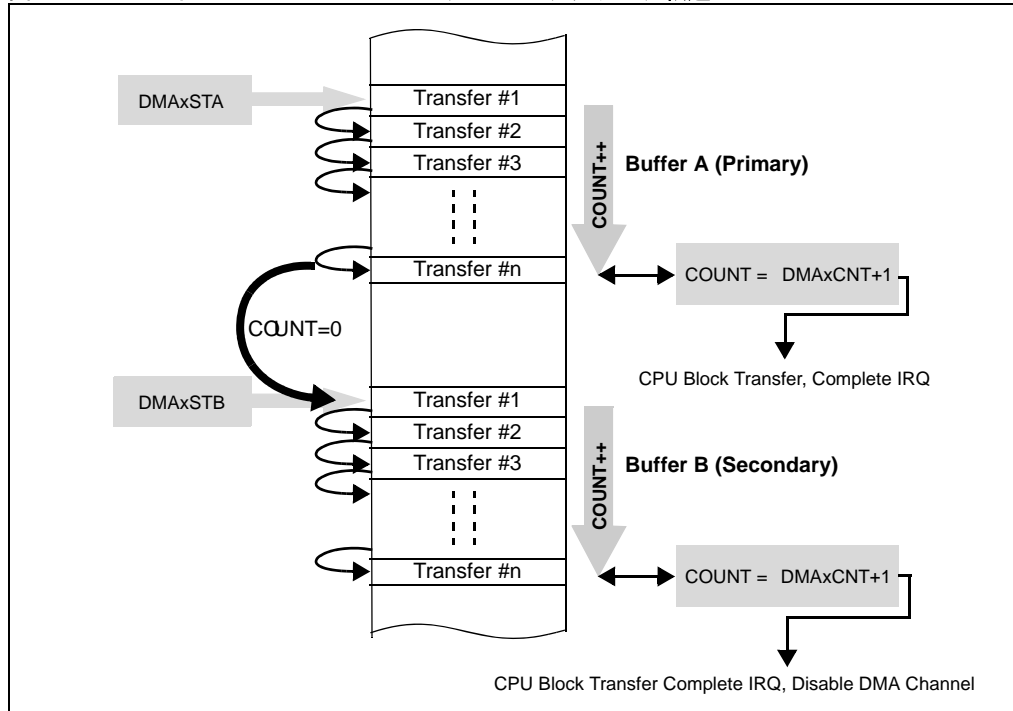 DMAxSTA
Transfer #1
Transfer #2
Transfer #3
Transfer #n
COUNT++
Buffer A (Primary)
COUNT = DMAxCNT+1
CPU Block Transfer, Complete IRQ
COUNT=0
DMAxSTB
Transfer #1
Transfer #2
Transfer #3
Transfer #n
COUNT++
Buffer B (Secondary)
COUNT = DMAxCNT+1
CPU Block Transfer Complete IRQ, Disable DMA Channel